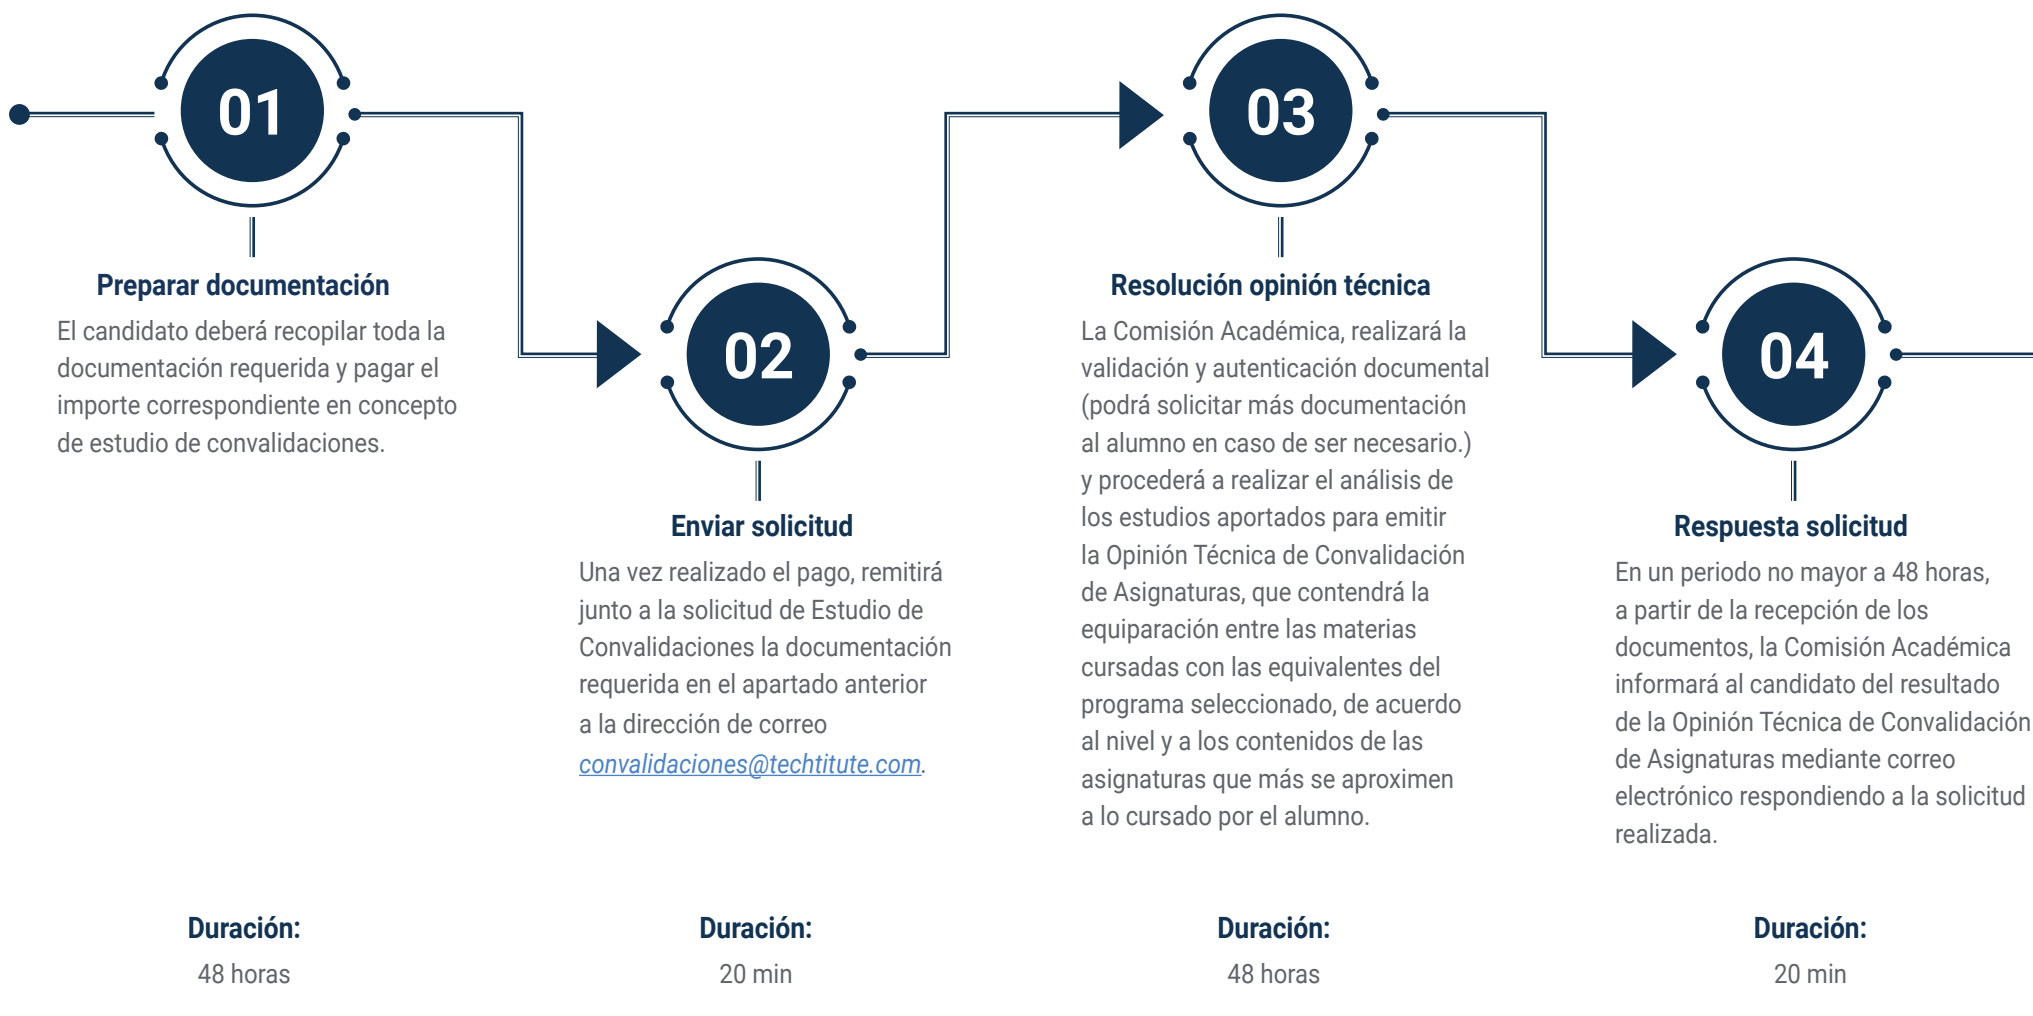 01
Preparar documentación
El candidato deberá recopilar toda la
documentación requerida y pagar el
importe correspondiente en concepto
de estudio de convalidaciones.
Duración:
48 horas
02
Enviar solicitud
Una vez realizado el pago, remitirá
junto a la solicitud de Estudio de
Convalidaciones la documentación
requerida en el apartado anterior
a la dirección de correo
convalidaciones@techtitute.com.
Duración:
20 min
03
Resolución opinión técnica
La Comisión Académica, realizará la
validación y autenticación documental
(podrá solicitar más documentación
al alumno en caso de ser necesario.)
y procederá a realizar el análisis de
los estudios aportados para emitir
la Opinión Técnica de Convalidación
de Asignaturas, que contendrá la
equiparación entre las materias
cursadas con las equivalentes del
programa seleccionado, de acuerdo
al nivel y a los contenidos de las
asignaturas que más se aproximen
a lo cursado por el alumno.
Duración:
48 horas
04
Respuesta solicitud
En un periodo no mayor a 48 horas,
a partir de la recepción de los
documentos, la Comisión Académica
informará al candidato del resultado
de la Opinión Técnica de Convalidación
de Asignaturas mediante correo
electrónico respondiendo a la solicitud
realizada.
Duración:
20 min